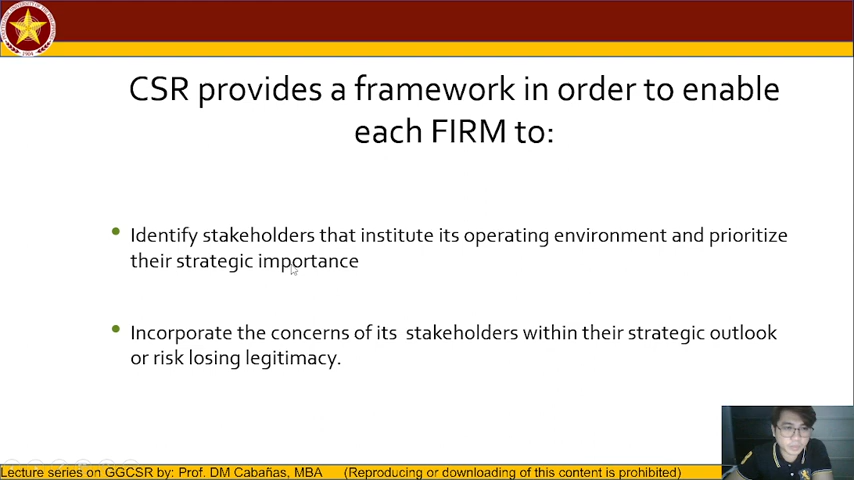 CSR provides a framework in order to enable
each FIRM to:
Identify stakeholders that institute its operating environment and prioritize
their strategic importance
Incorporate the concerns of its stakeholders within their strategic outlook
or risk losing legitimacy.
Lecture series on GGCSR by: Prof. DM Cabañas, MBA (Reproducing or downloading of this content is prohibited)